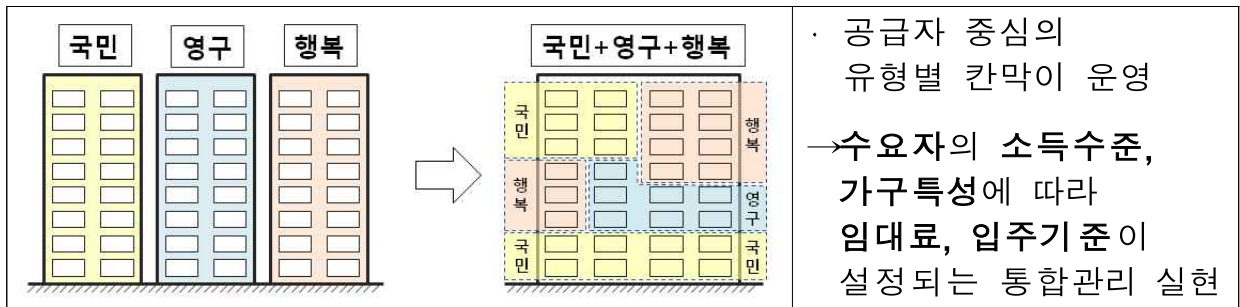 국민
영구
행복
국민+영구+행복
국민
행복
행복
영구
국민
국민
· 공급자 중심의
유형별 칸막이 운영
→수요자의 소득수준,
가구특성에 따라
임대료, 입주기준이
설정되는 통합관리 실현